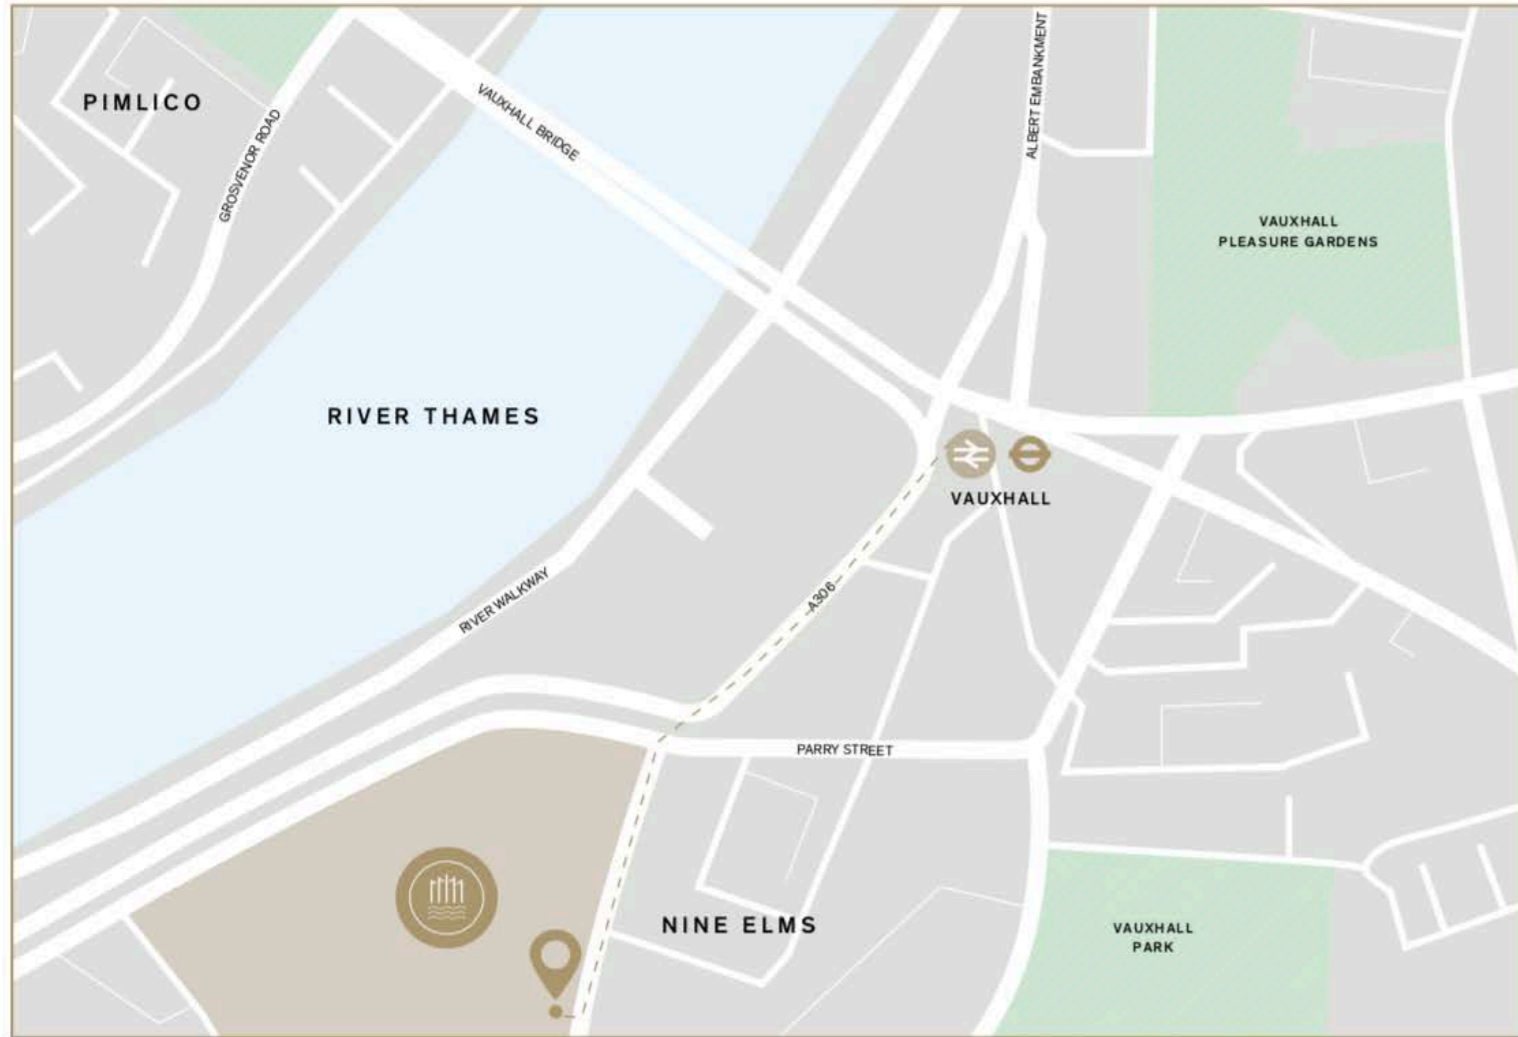 PIMLICO
GROSVENOR ROAD
VAUXHALL BRIDGE
ALBERT EMBANKMENT
VAUXHALL
PLEASURE GARDENS
RIVER THAMES
VAUXHALL
RIVER WALKWAY
A306
PARRY STREET
NINE ELMS
VAUXHALL
PARK